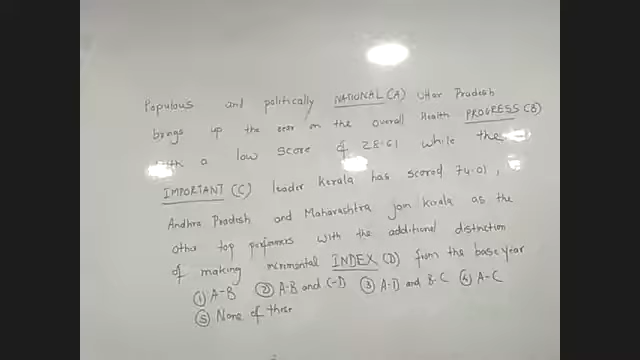 Populous and politically NATIONAL (A) Uttar Pradesh
brings up the rear on the overall Health PROGRESS (B)
with a low score of 28.61 while the
IMPORTANT (C) leader Kerala has scored 74.01,
Andhra Pradesh and Maharashtra join Kerala as the
other top performers with the additional distinction
of making incremental INDEX (D) from the base year
① A-B ② A-B and C-D ③ A-D and B-C ④ A-C
⑤ None of these